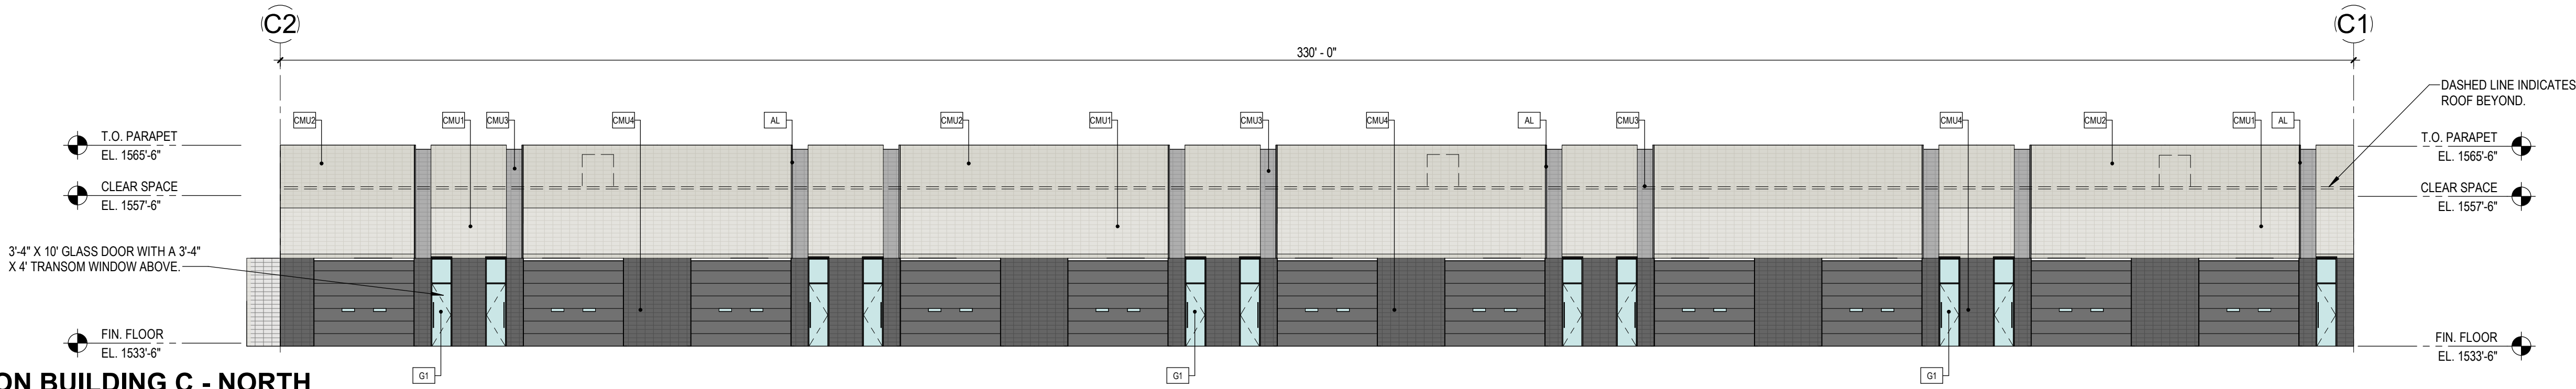 C2
C1
330' - 0"
DASHED LINE INDICATES
ROOF BEYOND.
CMU2
CMU1
CMU3
CMU4
AL
CMU2
CMU1
CMU3
CMU4
AL
CMU3
CMU4
CMU2
CMU1
AL
T.O. PARAPET
EL. 1565'-6"
CLEAR SPACE
EL. 1557'-6"
T.O. PARAPET
EL. 1565'-6"
CLEAR SPACE
EL. 1557'-6"
3'-4" X 10' GLASS DOOR WITH A 3'-4"
X 4' TRANSOM WINDOW ABOVE.
FIN. FLOOR
EL. 1533'-6"
FIN. FLOOR
EL. 1533'-6"
G1
G1
G1
ON BUILDING C - NORTH